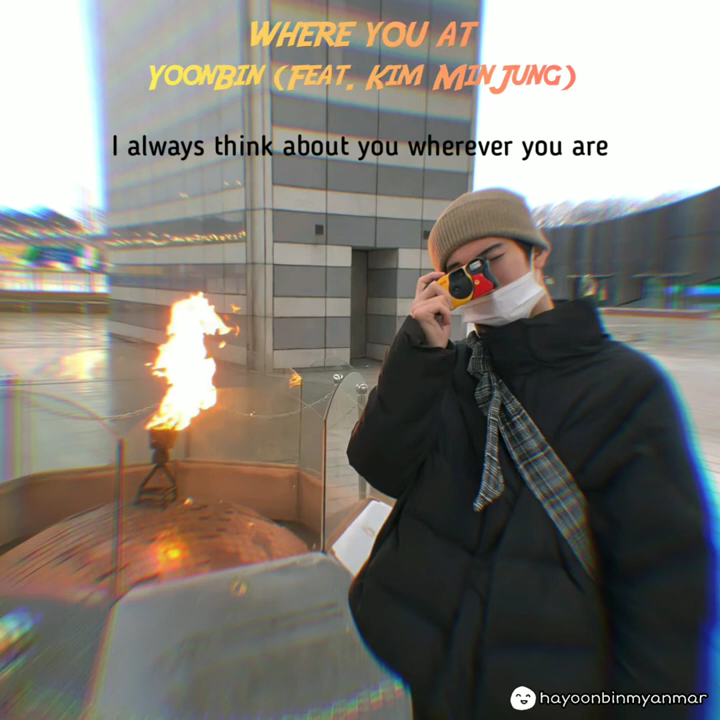 WHERE YOU AT
YOONBIN (FEAT. KIM MIN JUNG)
I always think about you wherever you are
hayoonbinmyanmar